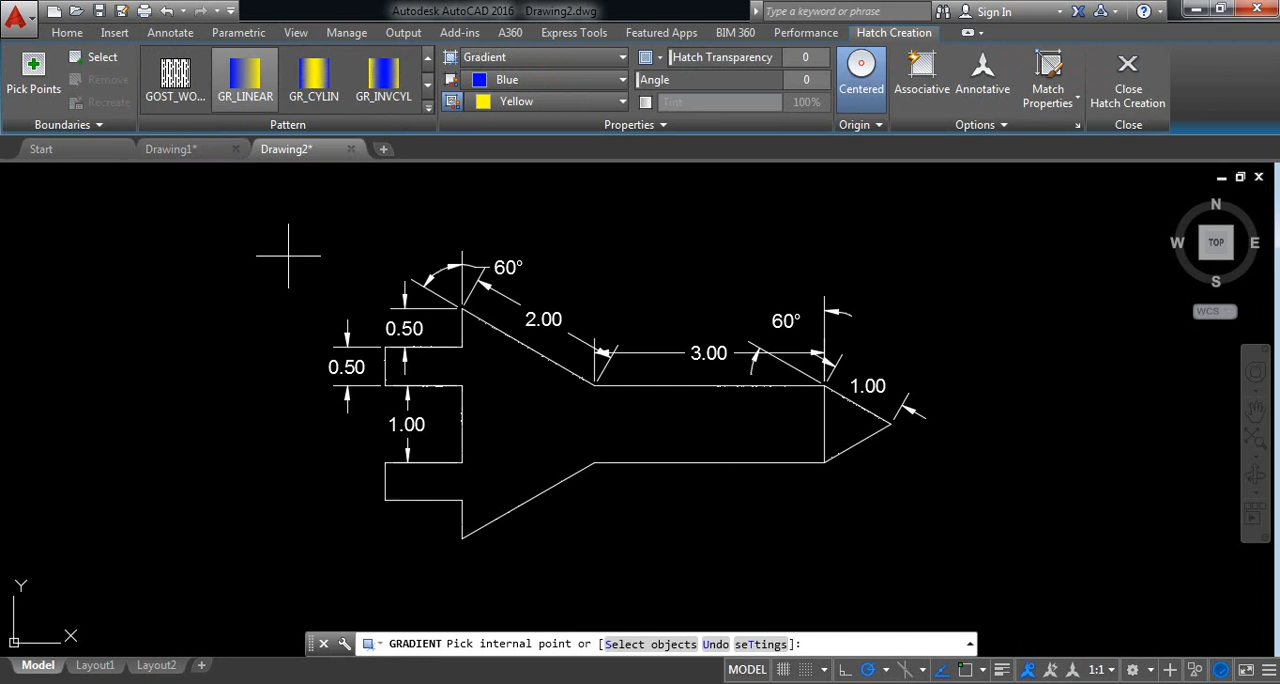 Autodesk AutoCAD 2016 Drawing2.dwg
Type a keyword or phrase
Sign In
Home Insert Annotate Parametric View Manage Output Add-ins A360 Express Tools Featured Apps BIM 360 Performance Hatch Creation
Pick Points
Select
Remove
Recreate
Boundaries
GOST_WO...
GR_LINEAR
GR_CYLIN
GR_INVCYL
Pattern
Gradient
Blue
Yellow
Hatch Transparency 0
Angle 0
Tint 100%
Properties
Centered
Origin
Associative
Annotative
Match
Properties
Options
Close
Hatch Creation
Close
Start Drawing1* Drawing2*
N
W TOP E
S
WCS
60°
0.50
2.00
60°
0.50
3.00
1.00
1.00
Y
X
GRADIENT Pick internal point or [Select objects Undo seTtings]:
Model Layout1 Layout2
MODEL 1:1